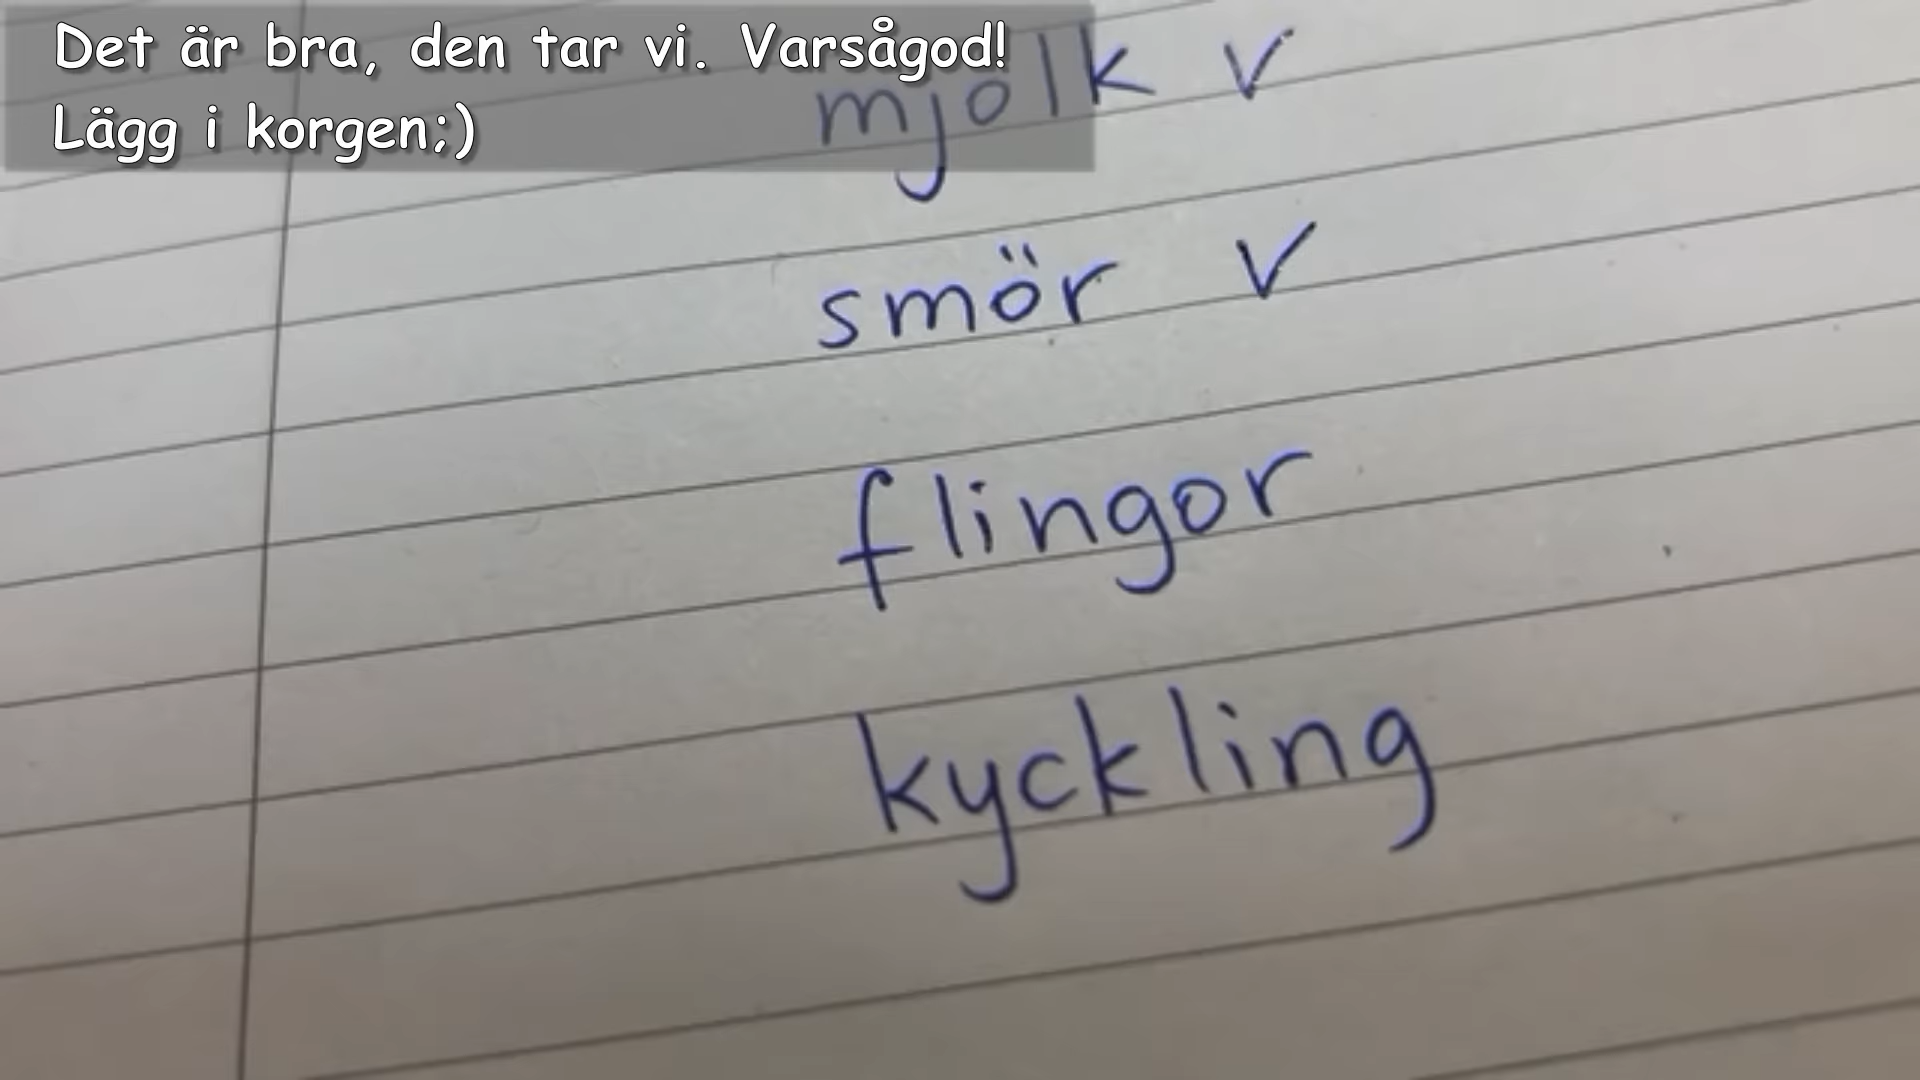 Det är bra, den tar vi. Varsågod!
Lägg i korgen;)
mjölk ✓
smör ✓
flingor
kyckling